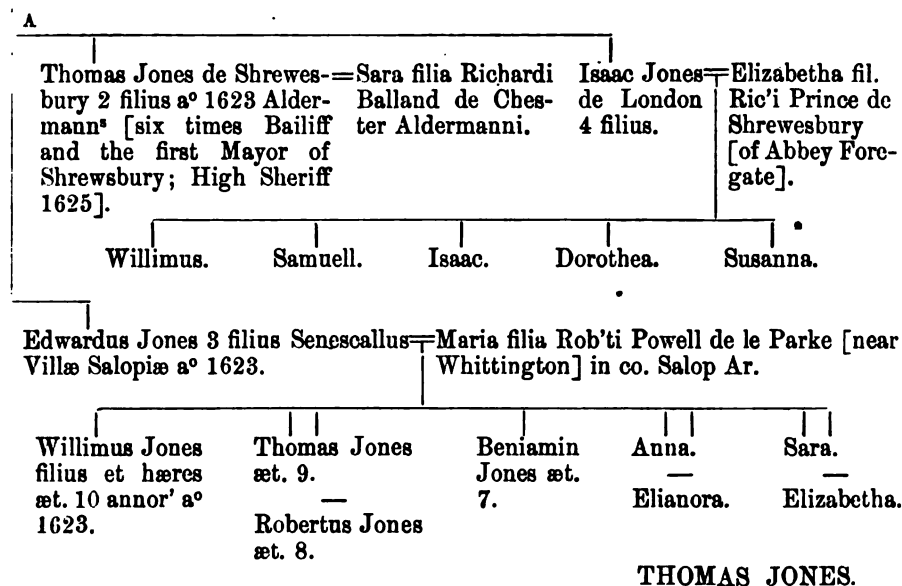 A
Thomas Jones de Shrewes-
bury 2 filius aº 1623 Alder-
mannˢ [six times Bailiff
and the first Mayor of
Shrewsbury; High Sheriff
1625].
Sara filia Richardi
Balland de Ches-
ter Aldermanni.
Isaac Jones
de London
4 filius.
Elizabetha fil.
Ric'i Prince de
Shrewesbury
[of Abbey Fore-
gate].
Willimus. Samuell. Isaac. Dorothea. Susanna.
Edwardus Jones 3 filius Senescallus
Villæ Salopiæ aº 1623.
Maria filia Rob'ti Powell de le Parke [near
Whittington] in co. Salop Ar.
Willimus Jones
filius et hæres
æt. 10 annor' aº
1623.
Thomas Jones
æt. 9.
Robertus Jones
æt. 8.
Beniamin
Jones æt.
7.
Anna.
Elianora.
Sara.
Elizabetha.
THOMAS JONES.